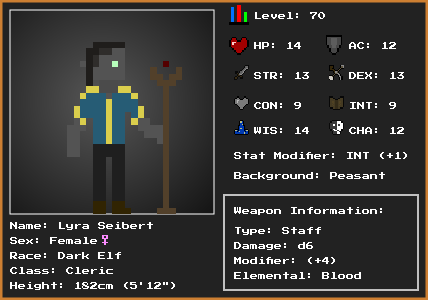 Level: 70
HP: 14
AC: 12
STR: 13
DEX: 13
CON: 9
INT: 9
WIS: 14
CHA: 12
Stat Modifier: INT (+1)
Background: Peasant
Name: Lyra Seibert
Sex: Female♀
Race: Dark Elf
Class: Cleric
Height: 182cm (5'12")
Weapon Information:
Type: Staff
Damage: d6
Modifier: (+4)
Elemental: Blood